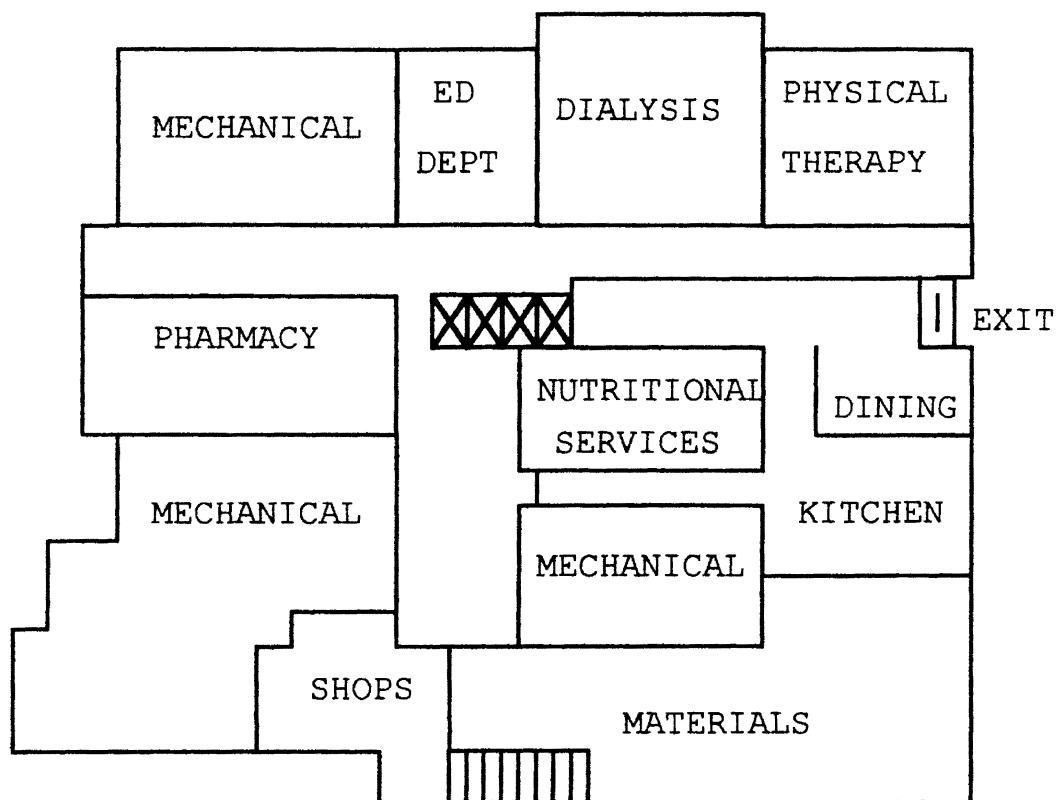 MECHANICAL
ED
DEPT
DIALYSIS
PHYSICAL
THERAPY
PHARMACY
EXIT
NUTRITIONAL
SERVICES
DINING
MECHANICAL
KITCHEN
MECHANICAL
SHOPS
MATERIALS